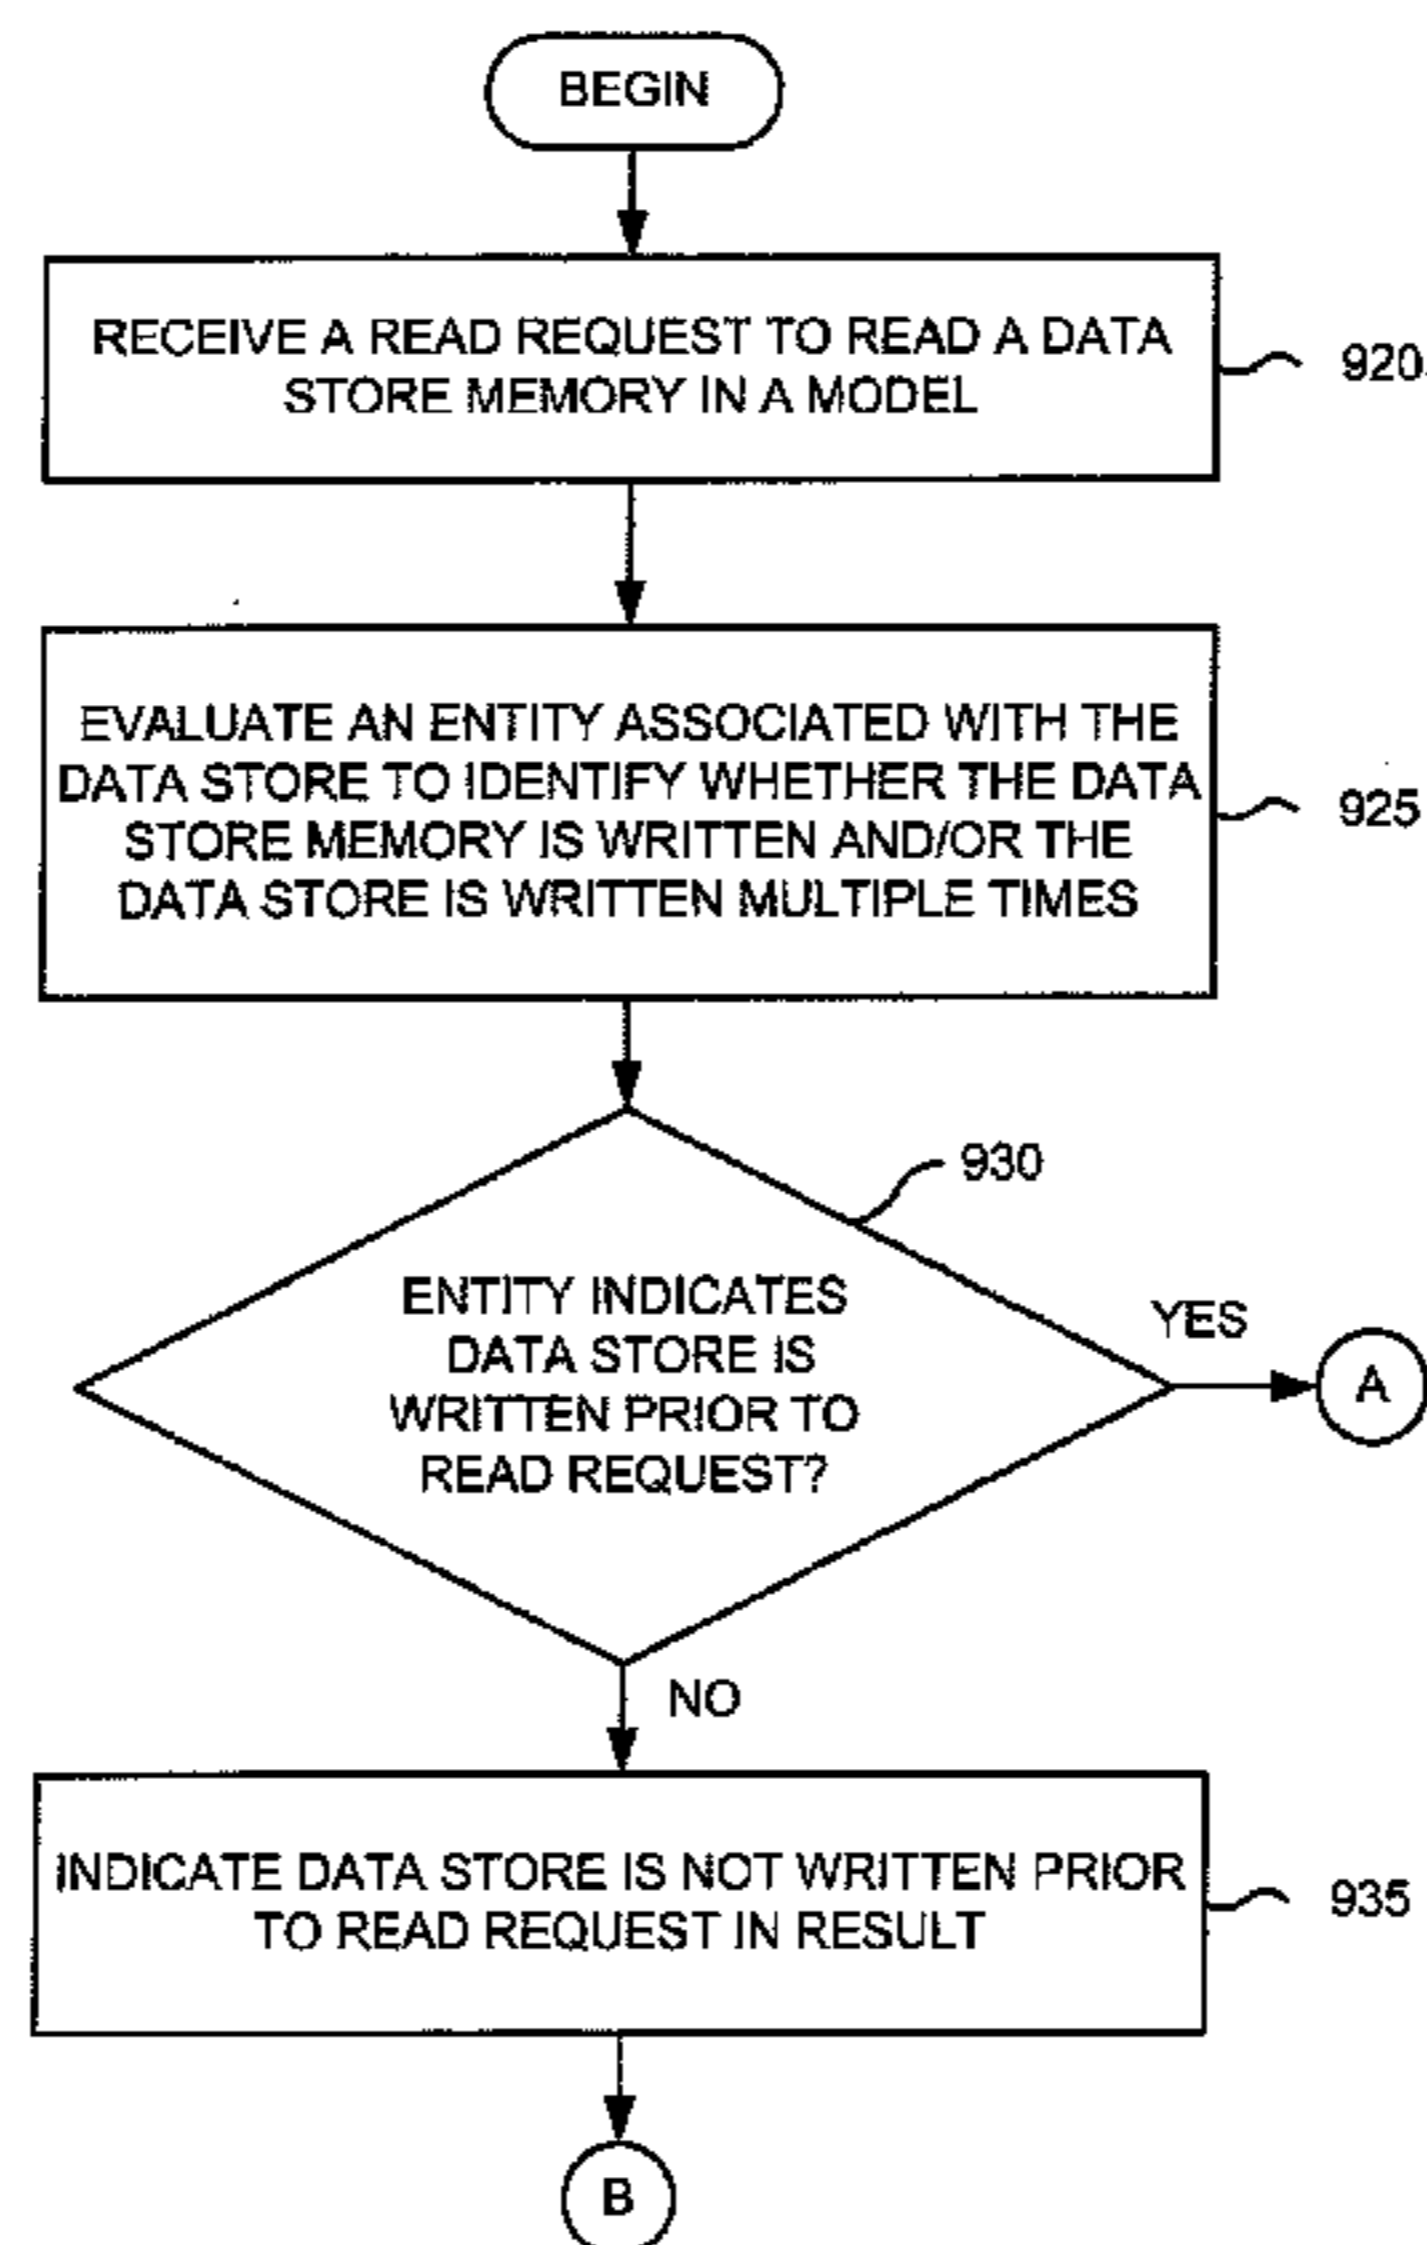 BEGIN
RECEIVE A READ REQUEST TO READ A DATA
STORE MEMORY IN A MODEL
920
EVALUATE AN ENTITY ASSOCIATED WITH THE
DATA STORE TO IDENTIFY WHETHER THE DATA
STORE MEMORY IS WRITTEN AND/OR THE
DATA STORE IS WRITTEN MULTIPLE TIMES
925
930
ENTITY INDICATES
DATA STORE IS
WRITTEN PRIOR TO
READ REQUEST?
YES
A
NO
INDICATE DATA STORE IS NOT WRITTEN PRIOR
TO READ REQUEST IN RESULT
935
B